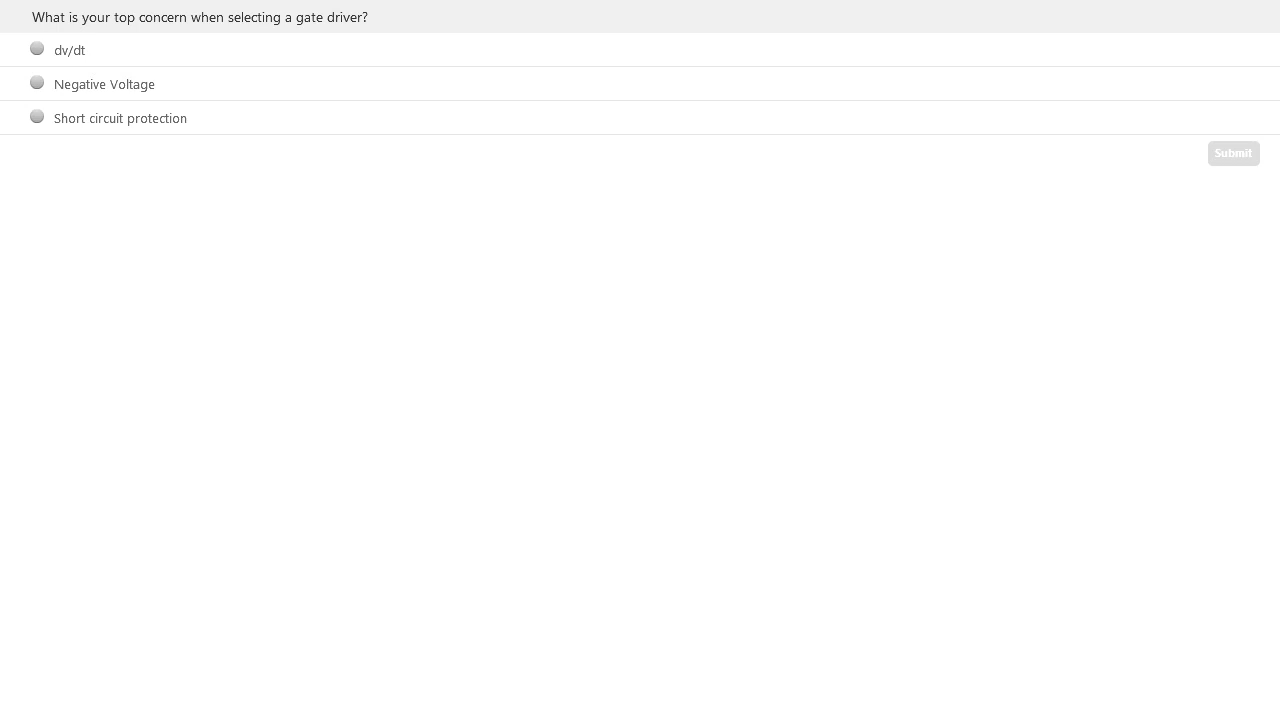 What is your top concern when selecting a gate driver?
dv/dt
Negative Voltage
Short circuit protection
Submit